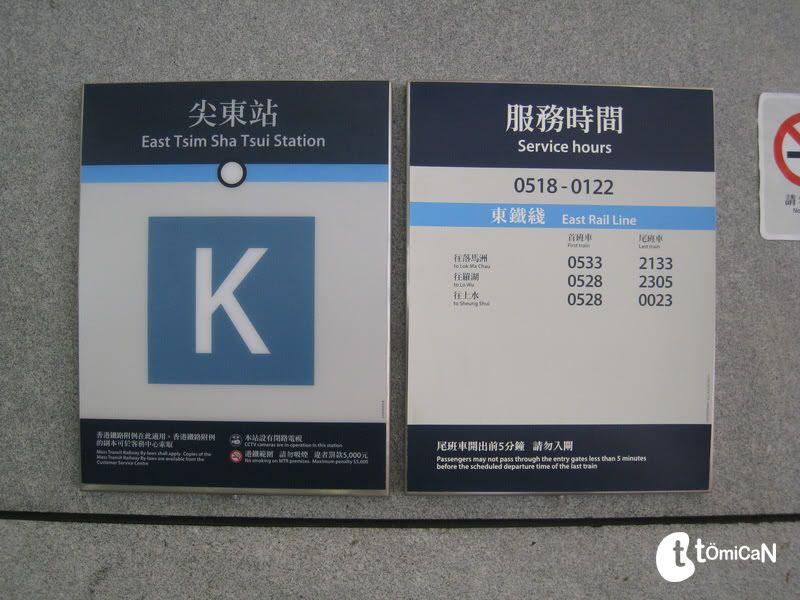 尖東站
East Tsim Sha Tsui Station
K
香港鐵路附例在此適用，香港鐵路附例
的副本可於客務中心索取
Mass Transit Railway By-laws shall apply. Copies of the
Mass Transit Railway By-laws are available from the
Customer Service Centre
本站設有閉路電視
CCTV cameras are in operation in this station
港鐵範圍 請勿吸煙 違者罰款5,000元
No smoking on MTR premises. Maximum penalty $5,000
服務時間
Service hours
0518 - 0122
東鐵綫 East Rail Line
首班車 尾班車
First train Last train
往落馬洲 0533 2133
to Lok Ma Chau
往羅湖 0528 2305
to Lo Wu
往上水 0528 0023
to Sheung Shui
尾班車開出前5分鐘 請勿入閘
Passengers may not pass through the entry gates less than 5 minutes
before the scheduled departure time of the last train
請
No
t töMiCaN